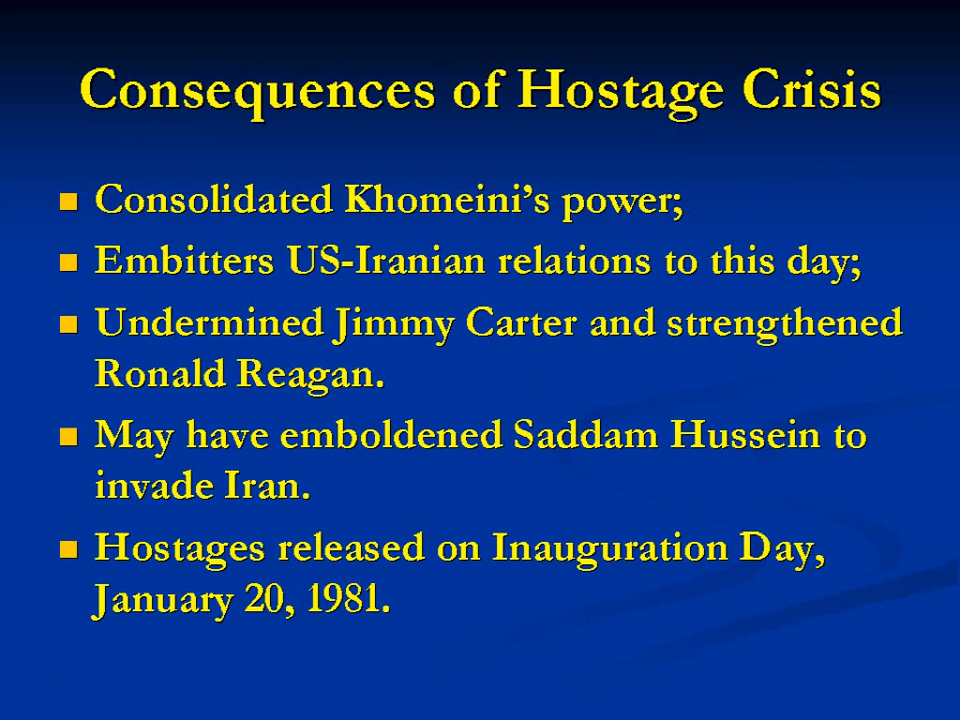 Consequences of Hostage Crisis
Consolidated Khomeini's power;
Embitters US-Iranian relations to this day;
Undermined Jimmy Carter and strengthened
Ronald Reagan.
May have emboldened Saddam Hussein to
invade Iran.
Hostages released on Inauguration Day,
January 20, 1981.